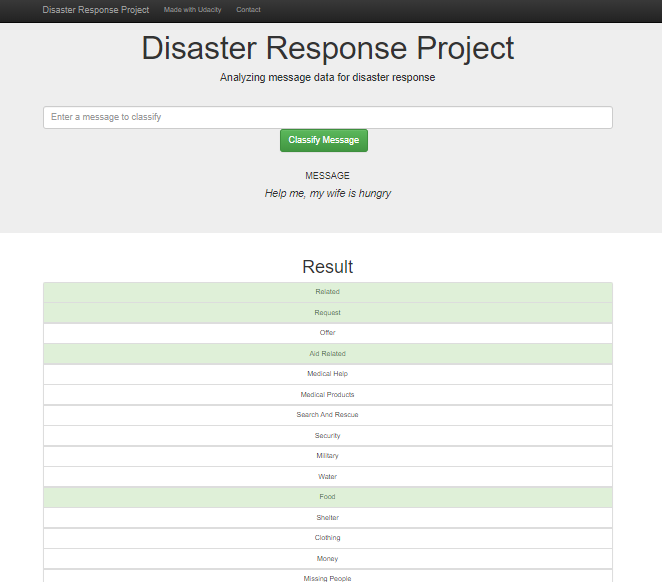 Disaster Response Project Made with Udacity Contact
Disaster Response Project
Analyzing message data for disaster response
Enter a message to classify
Classify Message
MESSAGE
Help me, my wife is hungry
Result
Related
Request
Offer
Aid Related
Medical Help
Medical Products
Search And Rescue
Security
Military
Water
Food
Shelter
Clothing
Money
Missing People